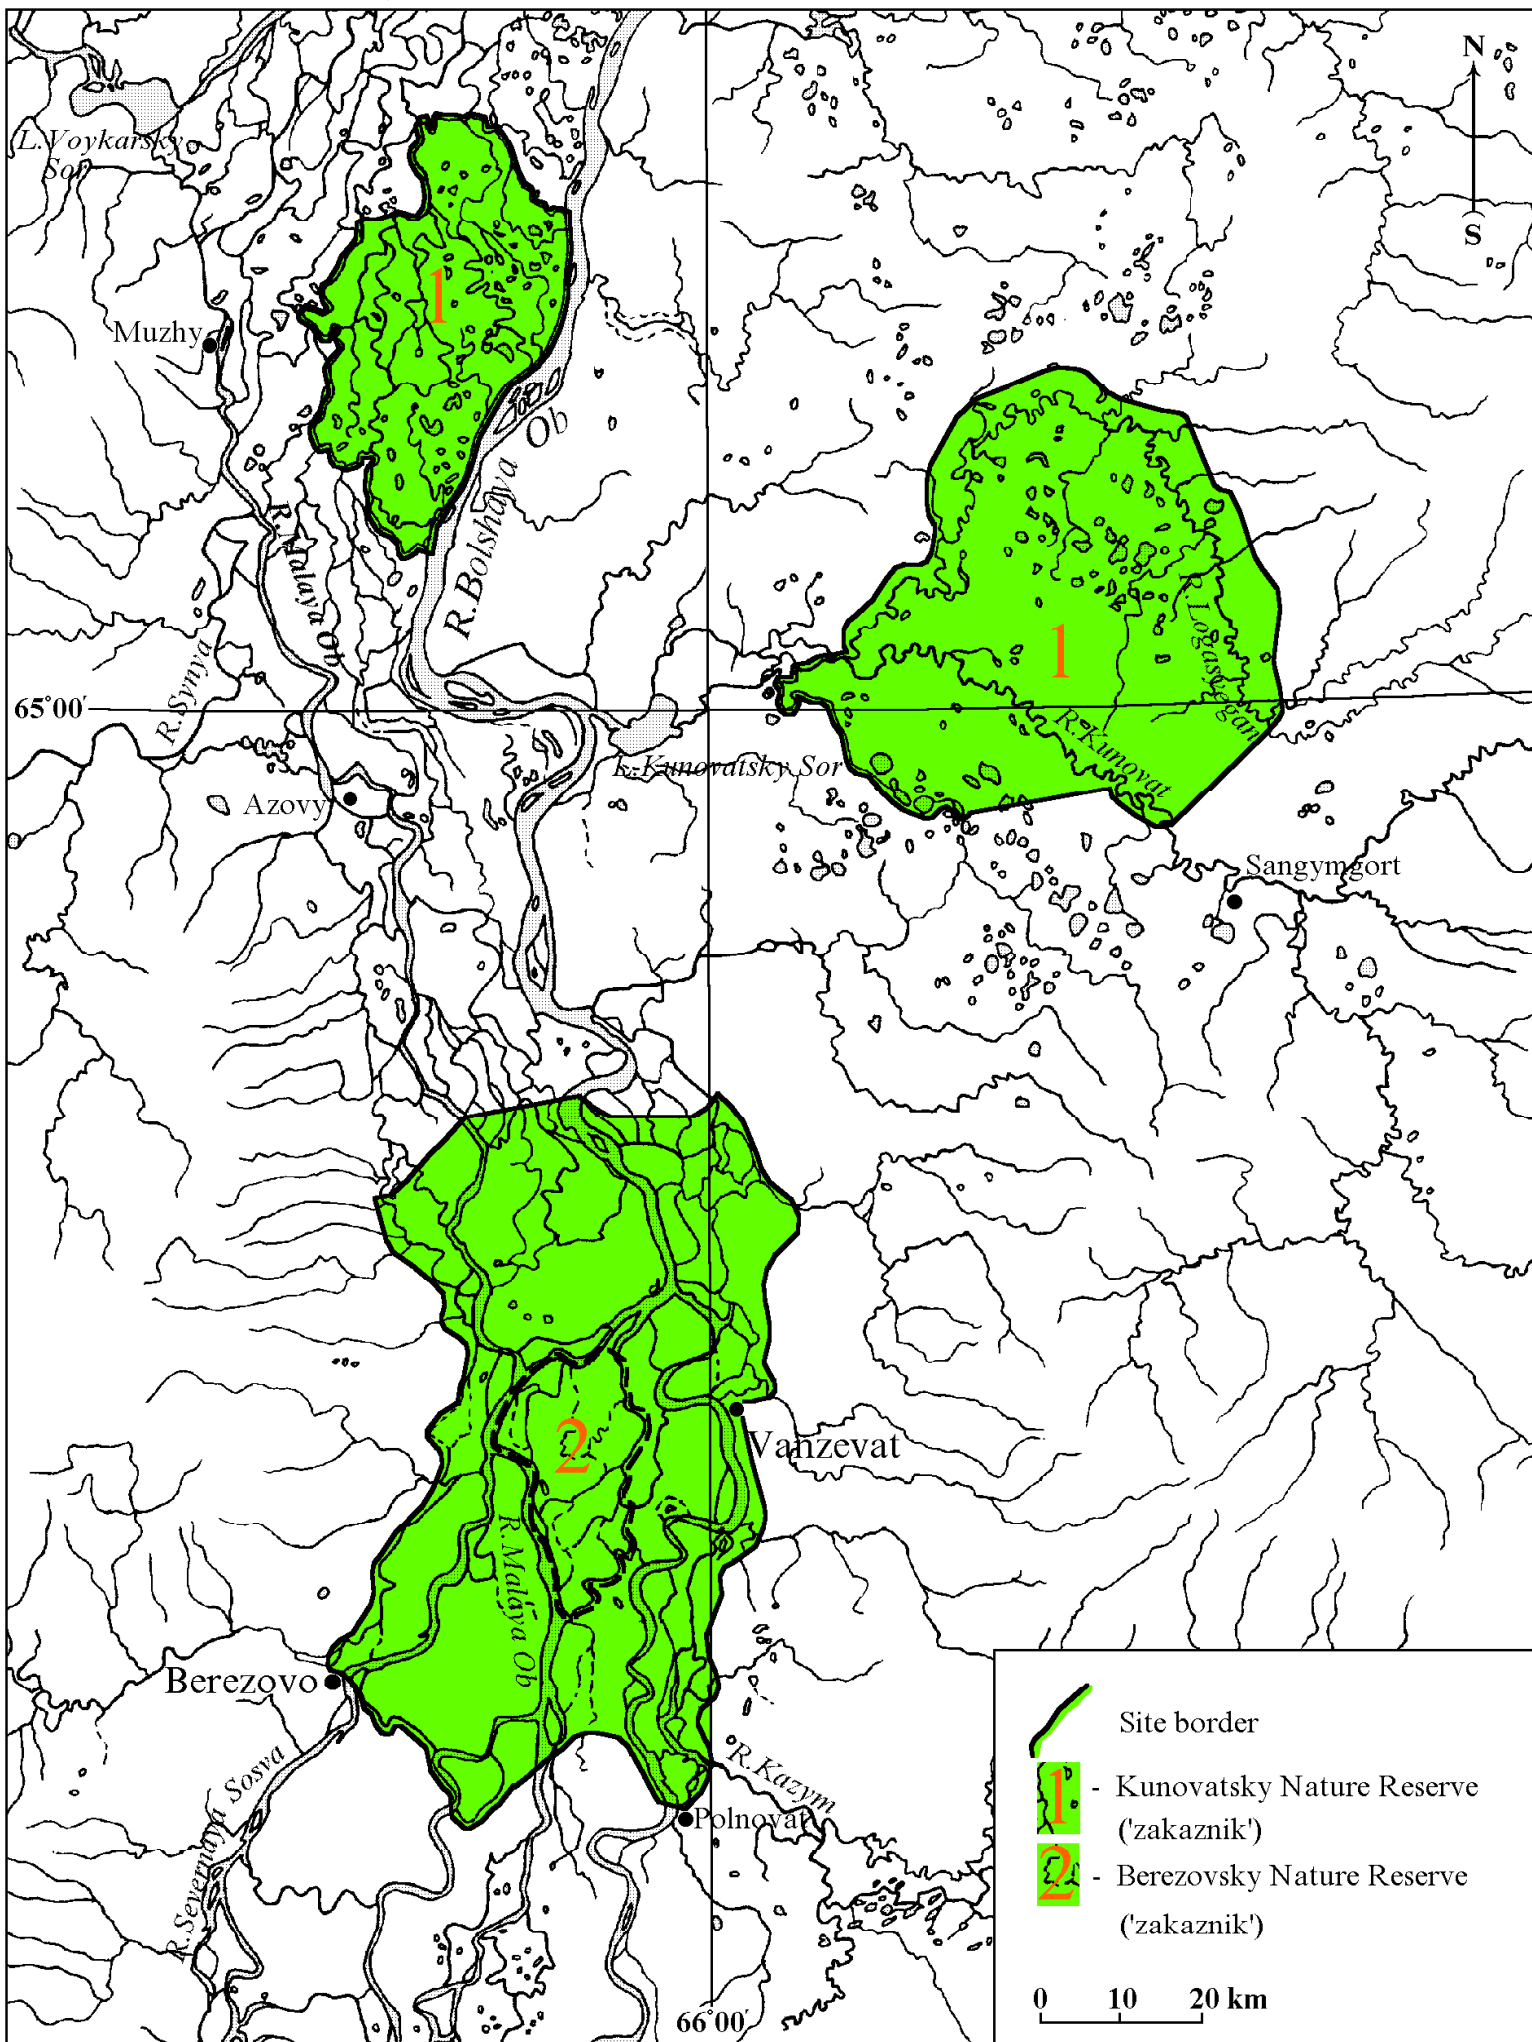 N
S
L.Voykarsky
Sor
1
Muzhy
Ob
R.Bolshaya
R.Malaya Ob
1
R.Logasyegan
R.Synya
65°00′
R.Kunovat
L.Kunovatsky Sor
Azovy
Sangymgort
2
Vanzevat
R.Malaya Ob
Berezovo
R.Severnaya Sosva
R.Kazym
Polnovat
66°00′
Site border
1 - Kunovatsky Nature Reserve
('zakaznik')
2 - Berezovsky Nature Reserve
('zakaznik')
0 10 20 km